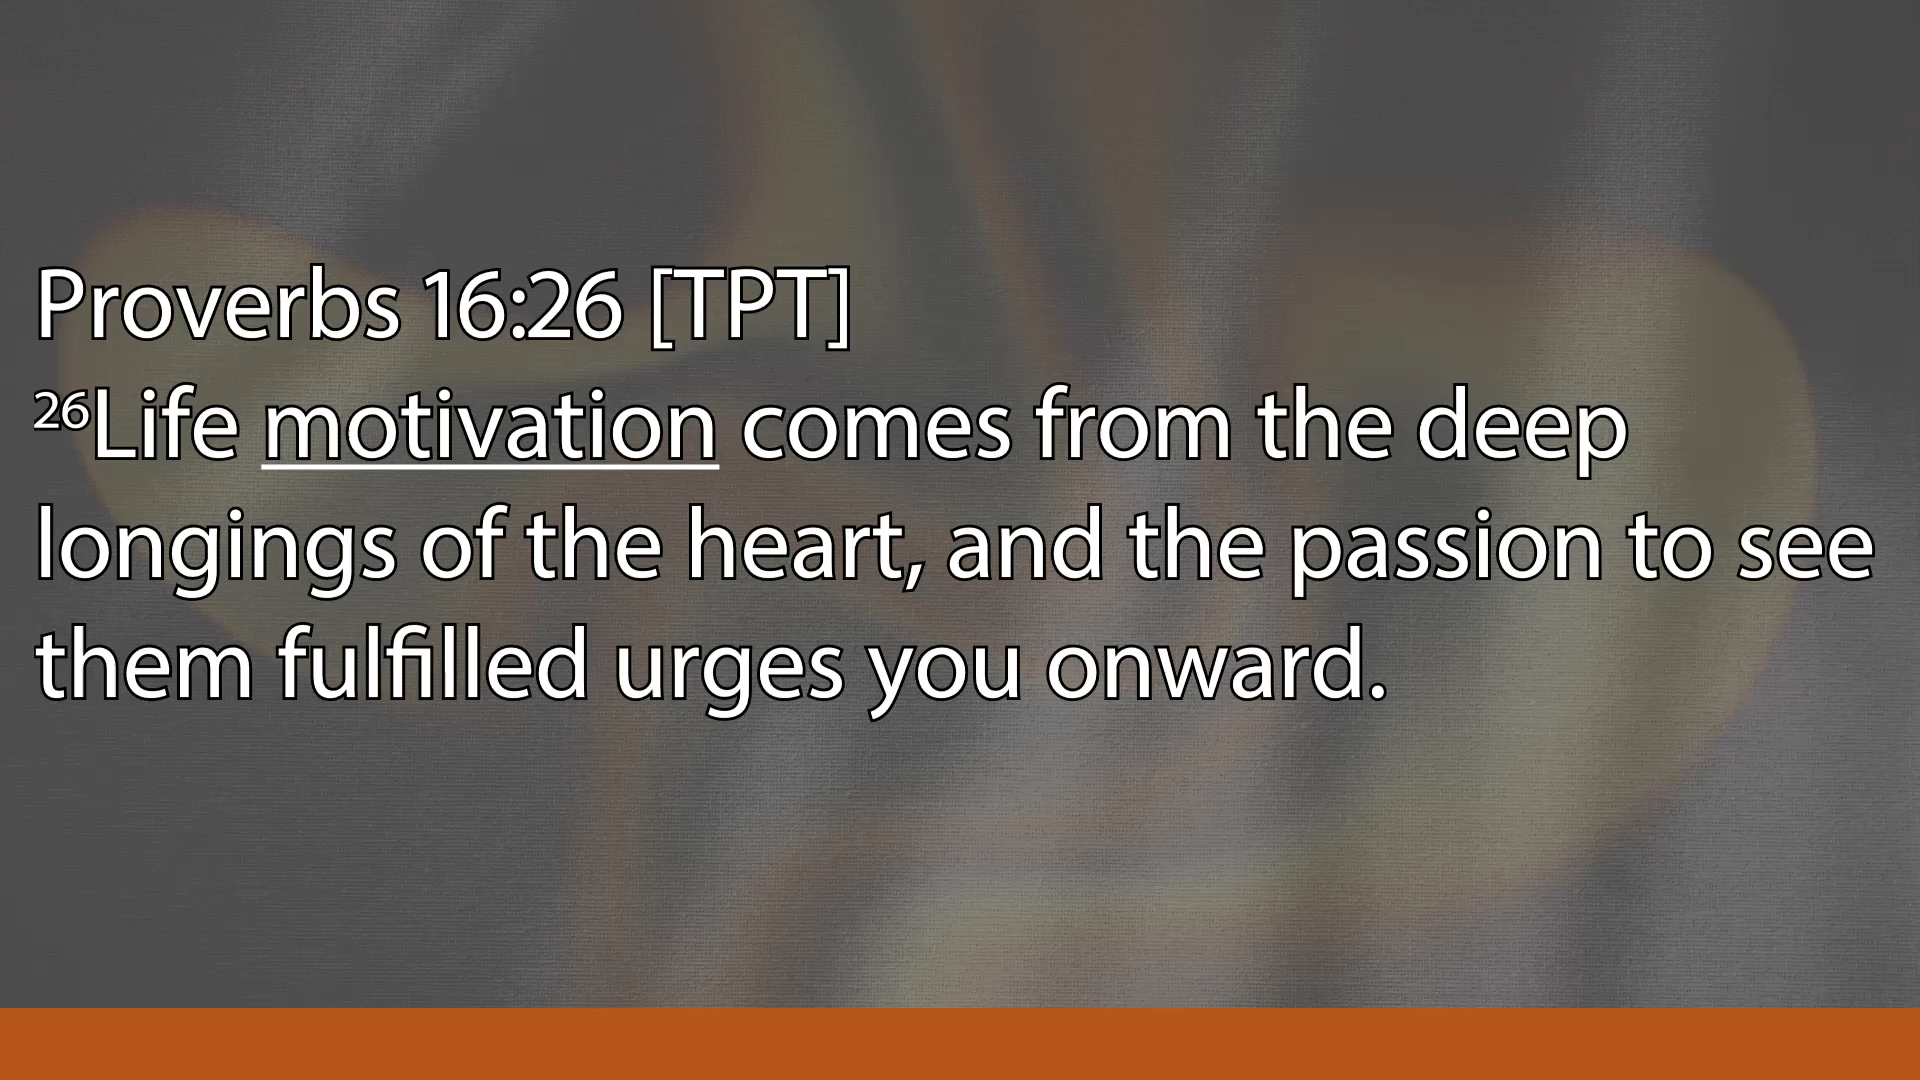 Proverbs 16:26 [TPT]
26Life motivation comes from the deep
longings of the heart, and the passion to see
them fulfilled urges you onward.